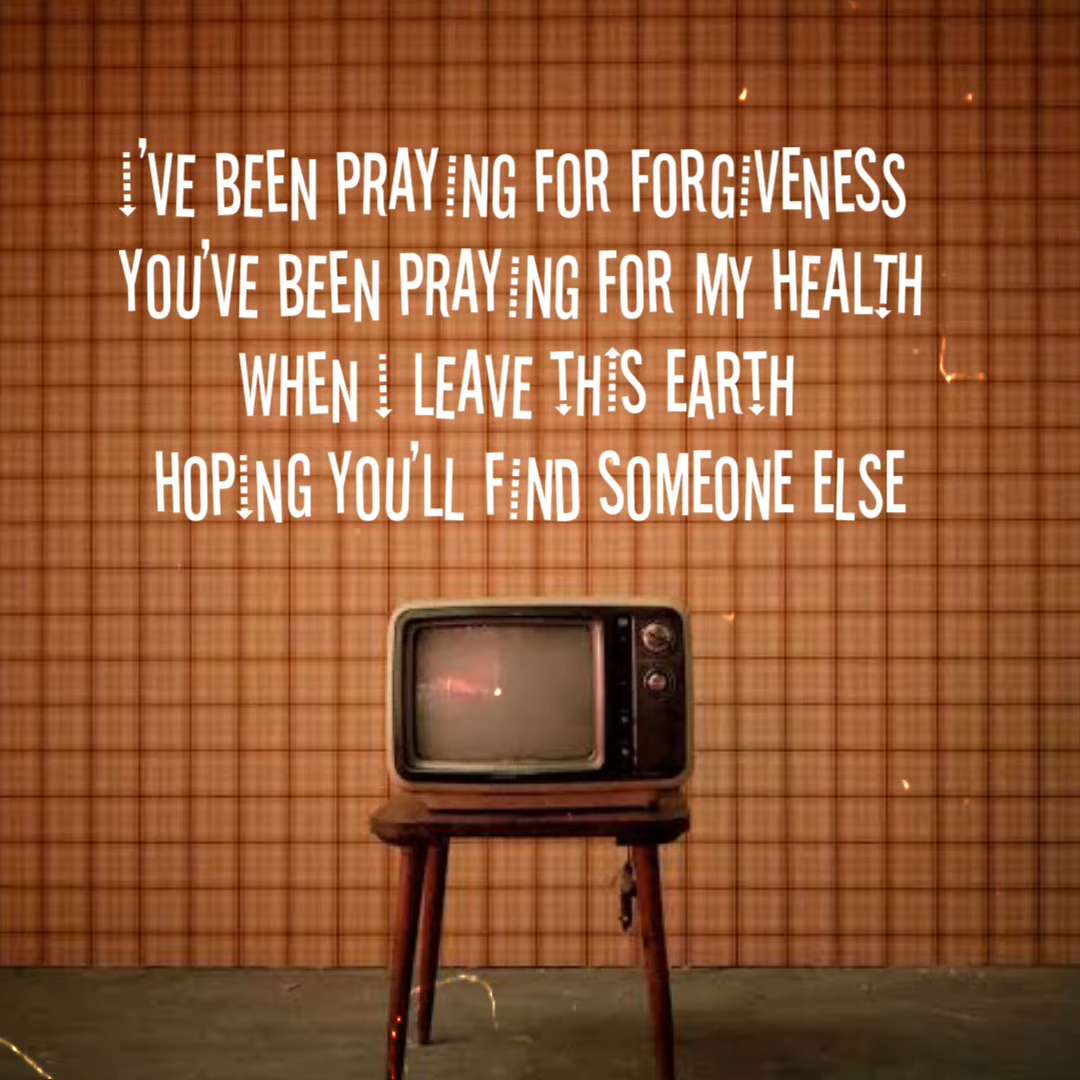 I'VE BEEN PRAYING FOR FORGIVENESS
YOU'VE BEEN PRAYING FOR MY HEALTH
WHEN I LEAVE THIS EARTH
HOPING YOU'LL FIND SOMEONE ELSE